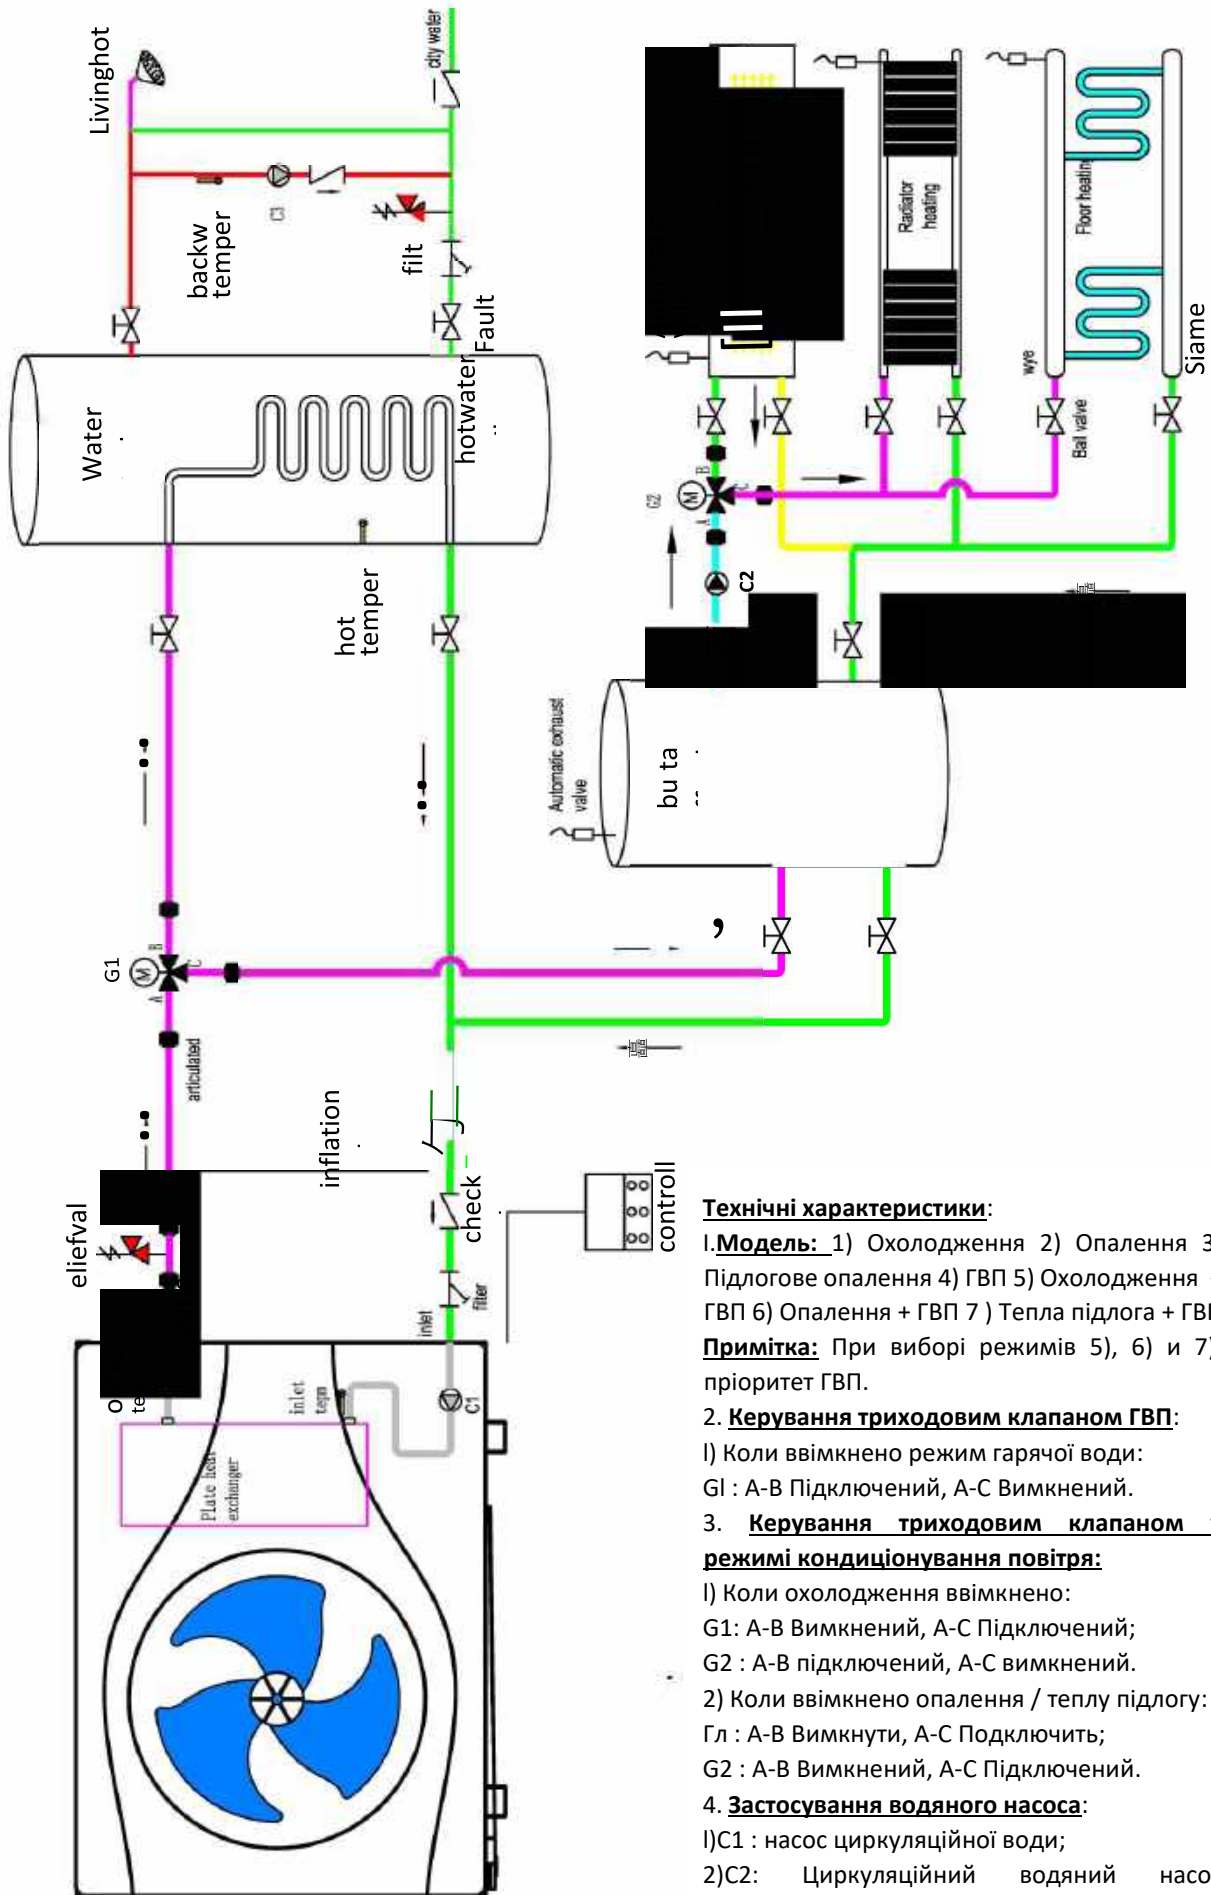 Livinghot
city water
backw
temper
C3
filt
Fault
Water
hotwater
hot
temper
G1
M
A
B
C
articulated
inflation
check
eliefval
filter
inlet
inlet
teps
C1
Plate heat
exchanger
controll
Automatic exhaust
valve
bu ta
C2
G2
M
A
B
C
Radiator
heating
Floor heating
wye
Ball valve
Siame
Технічні характеристики:
I.Модель: 1) Охолодження 2) Опалення 3
Підлогове опалення 4) ГВП 5) Охолодження
ГВП 6) Опалення + ГВП 7 ) Тепла підлога + ГВП
Примітка: При виборі режимів 5), 6) и 7)
пріоритет ГВП.
2. Керування триходовим клапаном ГВП:
l) Коли ввімкнено режим гарячої води:
Gl : А-В Підключений, А-С Вимкнений.
3. Керування триходовим клапаном
режимі кондиціонування повітря:
l) Коли охолодження ввімкнено:
G1: А-В Вимкнений, А-С Підключений;
G2 : А-В підключений, А-С вимкнений.
2) Коли ввімкнено опалення / теплу підлогу:
Гл : А-В Вимкнути, А-С Подключить;
G2 : А-В Вимкнений, А-С Підключений.
4. Застосування водяного насоса:
l)C1 : насос циркуляційної води;
2)C2: Циркуляційний водяний насо